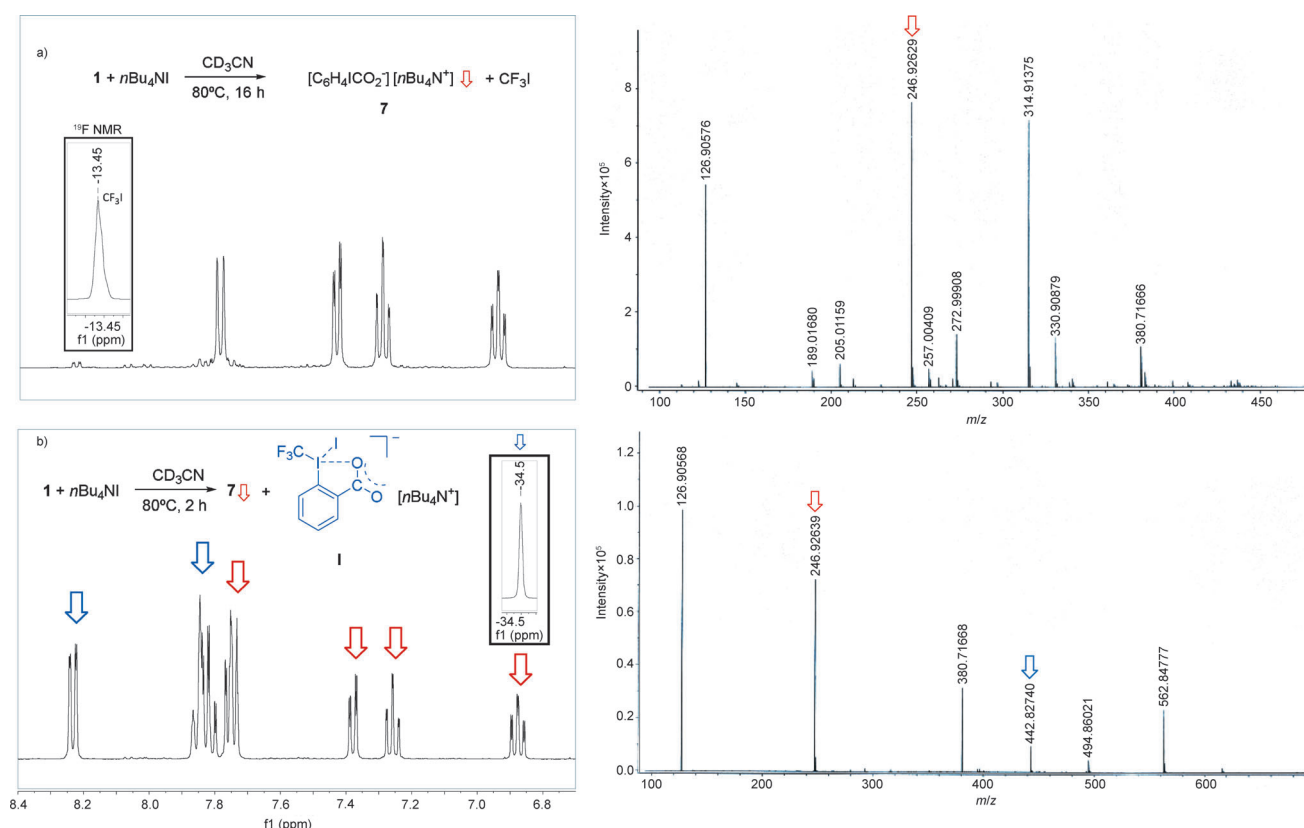 a)
1 + nBu4NI
CD3CN
80ºC, 16 h
[C6H4ICO2-] [nBu4N+] + CF3I
7
19F NMR
-13.45
CF3I
-13.45
f1 (ppm)
Intensity×10^5
8
6
4
2
0
126.90576
189.01680
205.01159
246.92629
257.00409
272.99908
314.91375
330.90879
380.71666
100 150 200 250 300 350 400 450
m/z
b)
1 + nBu4NI
CD3CN
80ºC, 2 h
7 +
F3C
I
I
O
C
O
−
[nBu4N+]
I
-34.5
-34.5
f1 (ppm)
8.4 8.2 8.0 7.8 7.6 7.4 7.2 7.0 6.8
f1 (ppm)
Intensity×10^5
1.2
1.0
0.8
0.6
0.4
0.2
0.0
126.90568
246.92639
380.71668
442.82740
494.86021
562.84777
100 200 300 400 500 600
m/z